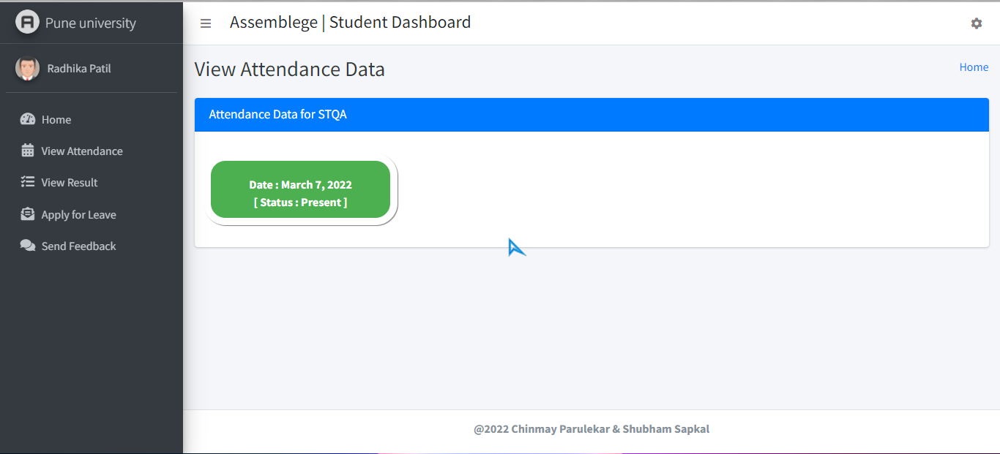 Pune university
Assemblege | Student Dashboard
Radhika Patil
View Attendance Data
Home
Home
View Attendance
View Result
Apply for Leave
Send Feedback
Attendance Data for STQA
Date : March 7, 2022
[ Status : Present ]
@2022 Chinmay Parulekar & Shubham Sapkal